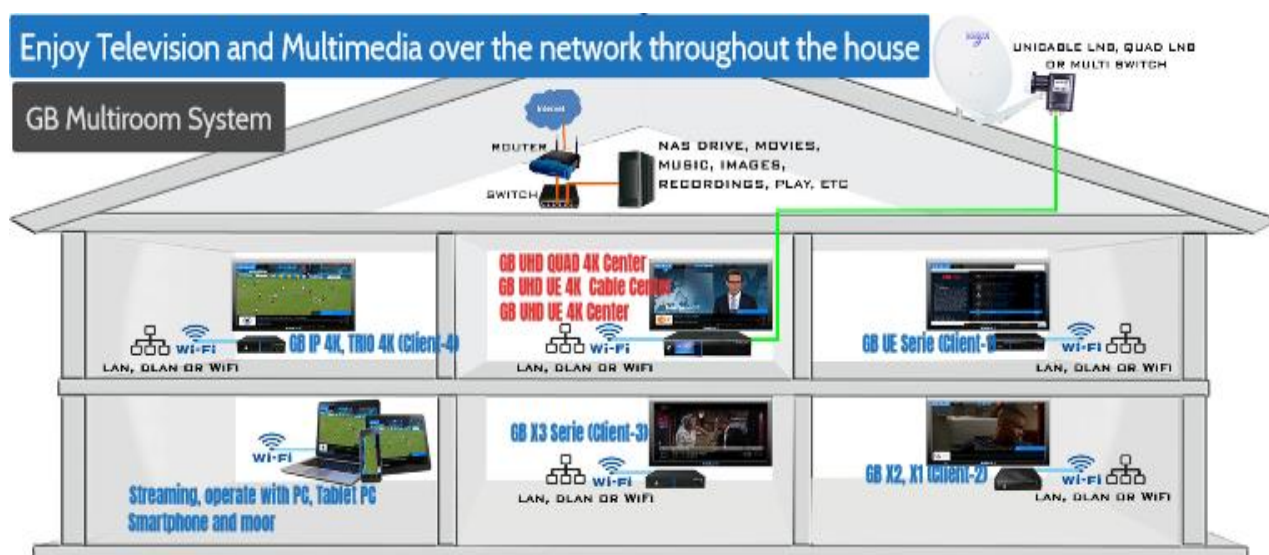 Enjoy Television and Multimedia over the network throughout the house
UNICABLE LNB, QUAD LNB
OR MULTI SWITCH
GB Multiroom System
Internet
ROUTER
SWITCH
NAS DRIVE, MOVIES,
MUSIC, IMAGES,
RECORDINGS, PLAY, ETC
GB UHD QUAD 4K Center
GB UHD UE 4K Cable
GB UHD UE 4K Center
Wi-Fi
GB IP 4K, TRIO 4K (Client-4)
LAN, DLAN OR WiFi
Wi-Fi
LAN, DLAN OR WiFi
GB UE Serie (Client-1)
Wi-Fi
LAN, DLAN OR WiFi
Wi-Fi
Streaming, operate with PC, Tablet PC
Smartphone and moor
GB X3 Serie (Client-3)
Wi-Fi
LAN, DLAN OR WiFi
GB X2, X1 (Client-2)
Wi-Fi
LAN, DLAN OR WiFi